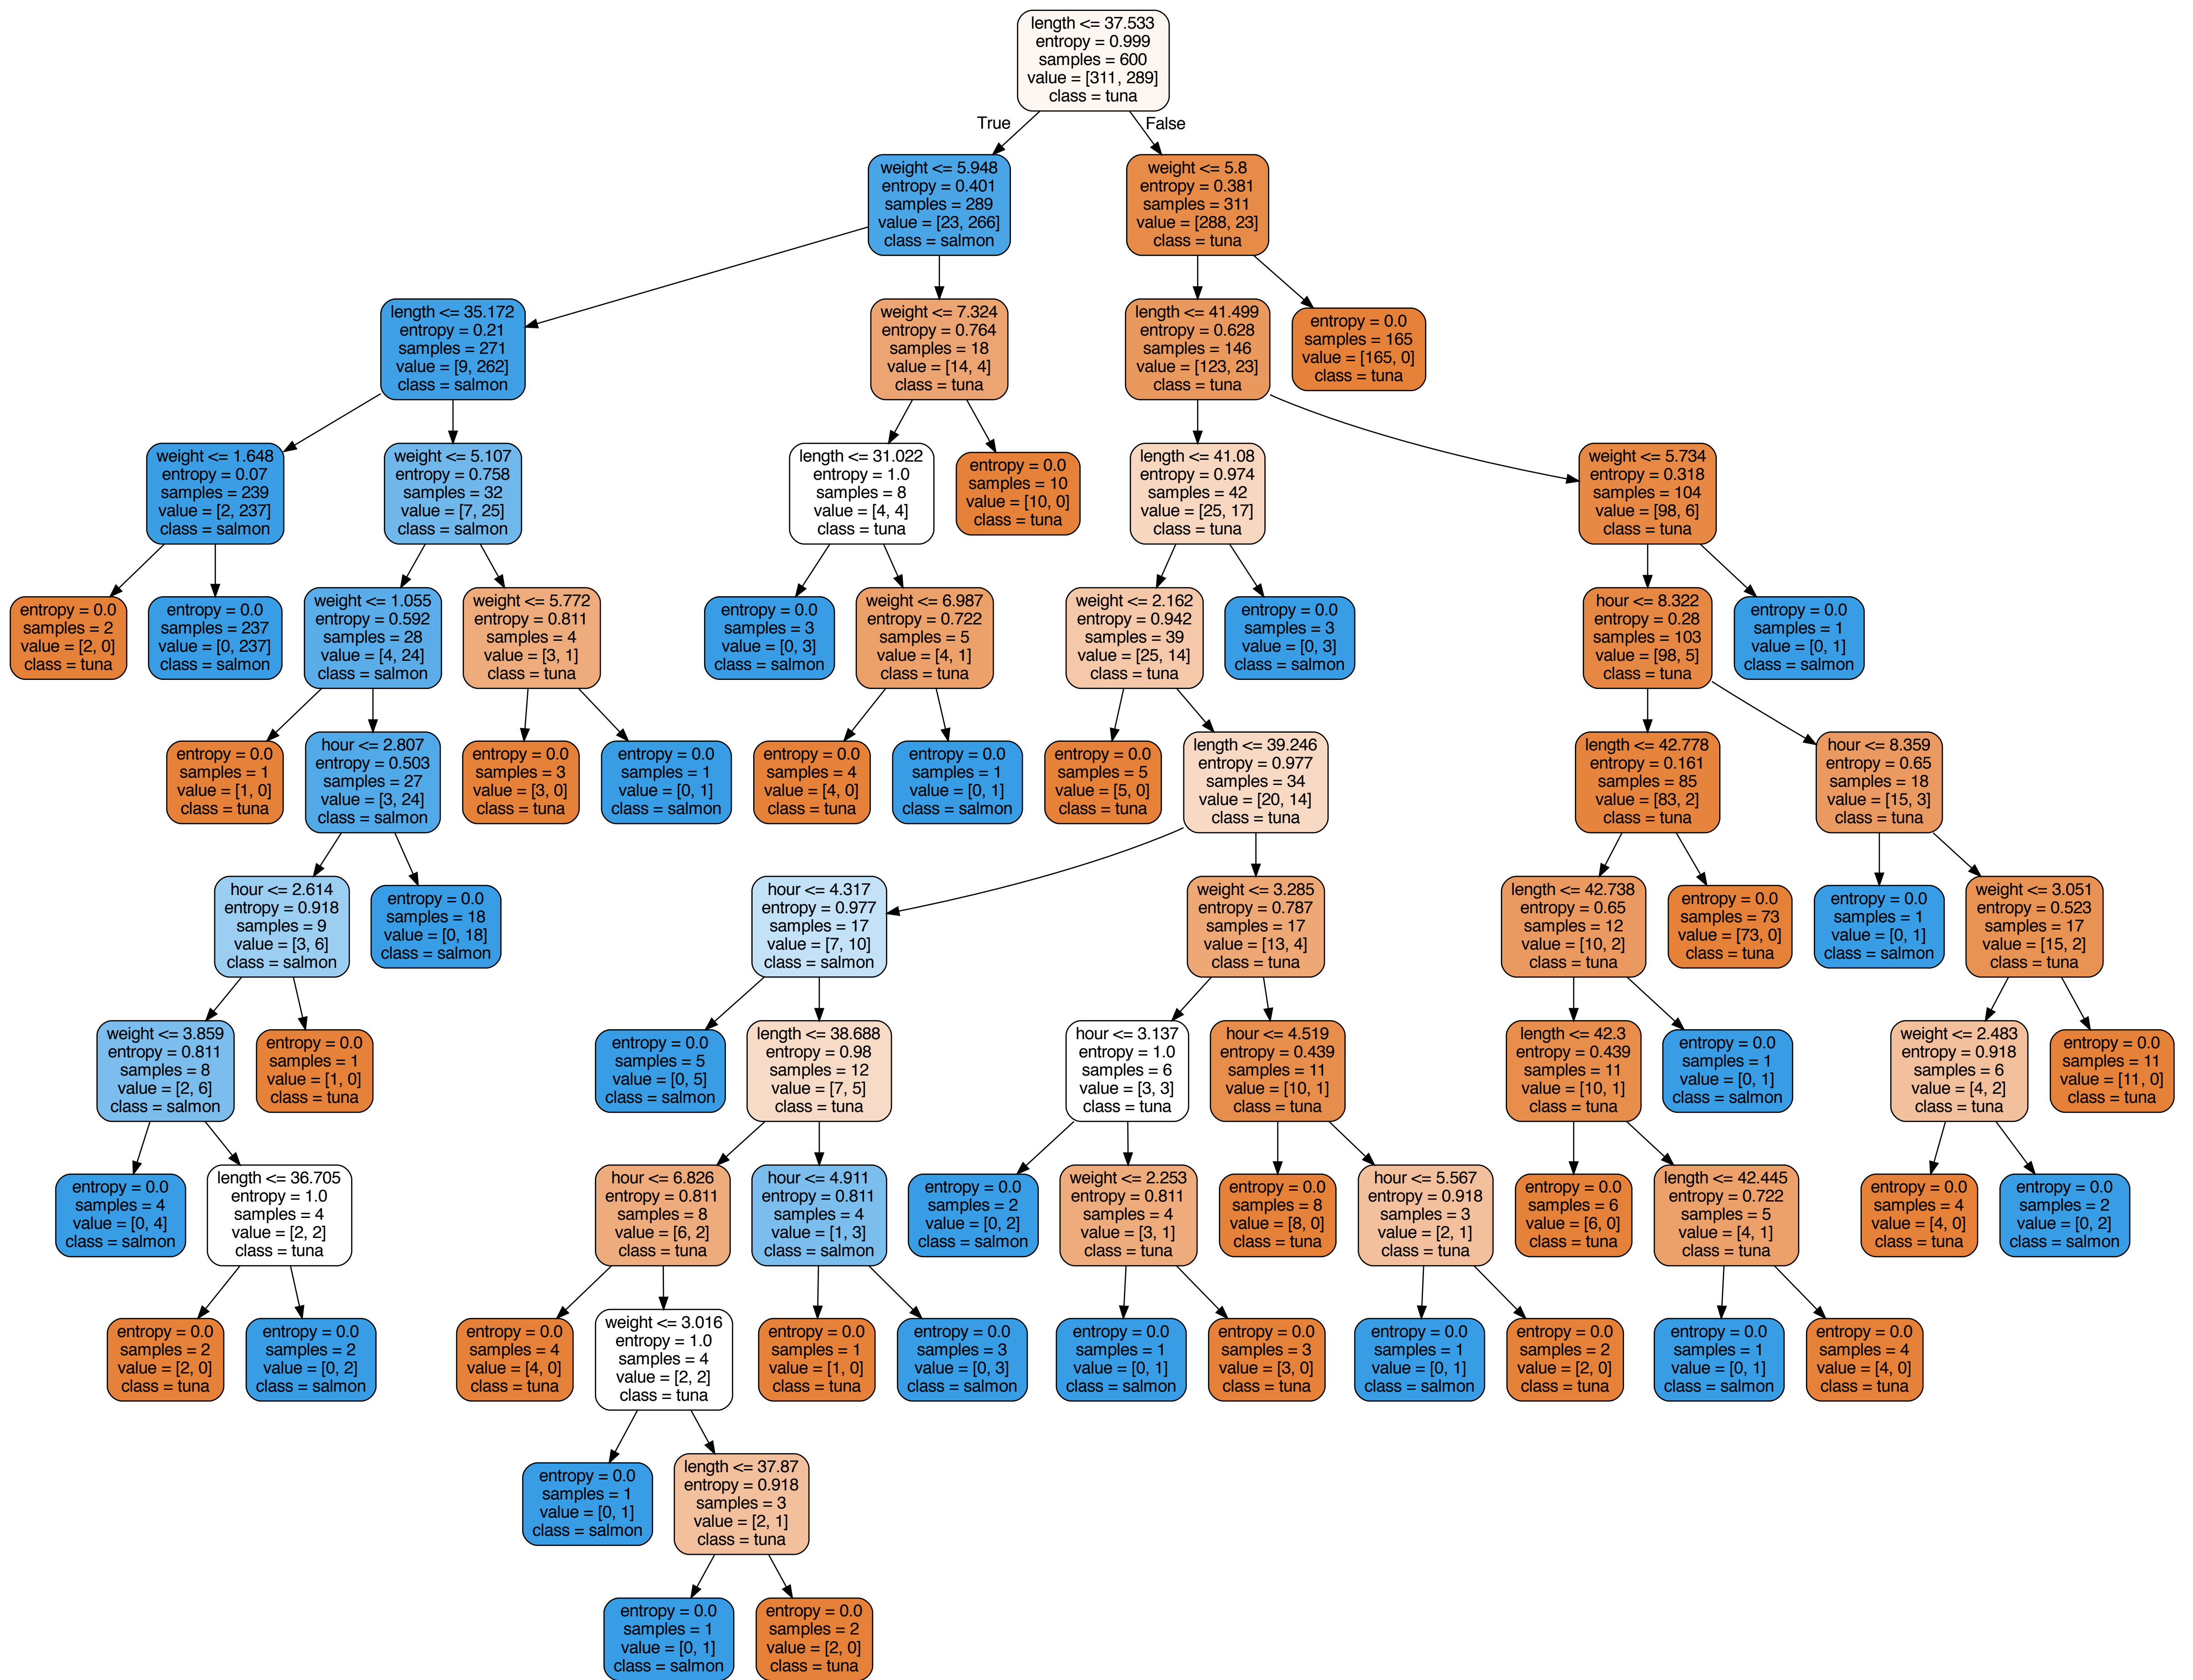 length <= 37.533
entropy = 0.999
samples = 600
value = [311, 289]
class = tuna
True
False
weight <= 5.948
entropy = 0.401
samples = 289
value = [23, 266]
class = salmon
weight <= 5.8
entropy = 0.381
samples = 311
value = [288, 23]
class = tuna
length <= 35.172
entropy = 0.21
samples = 271
value = [9, 262]
class = salmon
weight <= 7.324
entropy = 0.764
samples = 18
value = [14, 4]
class = tuna
length <= 41.499
entropy = 0.628
samples = 146
value = [123, 23]
class = tuna
entropy = 0.0
samples = 165
value = [165, 0]
class = tuna
weight <= 1.648
entropy = 0.07
samples = 239
value = [2, 237]
class = salmon
weight <= 5.107
entropy = 0.758
samples = 32
value = [7, 25]
class = salmon
length <= 31.022
entropy = 1.0
samples = 8
value = [4, 4]
class = tuna
entropy = 0.0
samples = 10
value = [10, 0]
class = tuna
length <= 41.08
entropy = 0.974
samples = 42
value = [25, 17]
class = tuna
weight <= 5.734
entropy = 0.318
samples = 104
value = [98, 6]
class = tuna
entropy = 0.0
samples = 2
value = [2, 0]
class = tuna
entropy = 0.0
samples = 237
value = [0, 237]
class = salmon
weight <= 1.055
entropy = 0.592
samples = 28
value = [4, 24]
class = salmon
weight <= 5.772
entropy = 0.811
samples = 4
value = [3, 1]
class = tuna
entropy = 0.0
samples = 3
value = [0, 3]
class = salmon
weight <= 6.987
entropy = 0.722
samples = 5
value = [4, 1]
class = tuna
weight <= 2.162
entropy = 0.942
samples = 39
value = [25, 14]
class = tuna
entropy = 0.0
samples = 3
value = [0, 3]
class = salmon
hour <= 8.322
entropy = 0.28
samples = 103
value = [98, 5]
class = tuna
entropy = 0.0
samples = 1
value = [0, 1]
class = salmon
entropy = 0.0
samples = 1
value = [1, 0]
class = tuna
hour <= 2.807
entropy = 0.503
samples = 27
value = [3, 24]
class = salmon
entropy = 0.0
samples = 3
value = [3, 0]
class = tuna
entropy = 0.0
samples = 1
value = [0, 1]
class = salmon
entropy = 0.0
samples = 4
value = [4, 0]
class = tuna
entropy = 0.0
samples = 1
value = [0, 1]
class = salmon
entropy = 0.0
samples = 5
value = [5, 0]
class = tuna
length <= 39.246
entropy = 0.977
samples = 34
value = [20, 14]
class = tuna
length <= 42.778
entropy = 0.161
samples = 85
value = [83, 2]
class = tuna
hour <= 8.359
entropy = 0.65
samples = 18
value = [15, 3]
class = tuna
hour <= 2.614
entropy = 0.918
samples = 9
value = [3, 6]
class = salmon
entropy = 0.0
samples = 18
value = [0, 18]
class = salmon
hour <= 4.317
entropy = 0.977
samples = 17
value = [7, 10]
class = salmon
weight <= 3.285
entropy = 0.787
samples = 17
value = [13, 4]
class = tuna
length <= 42.738
entropy = 0.65
samples = 12
value = [10, 2]
class = tuna
entropy = 0.0
samples = 73
value = [73, 0]
class = tuna
entropy = 0.0
samples = 1
value = [0, 1]
class = salmon
weight <= 3.051
entropy = 0.523
samples = 17
value = [15, 2]
class = tuna
weight <= 3.859
entropy = 0.811
samples = 8
value = [2, 6]
class = salmon
entropy = 0.0
samples = 1
value = [1, 0]
class = tuna
entropy = 0.0
samples = 5
value = [0, 5]
class = salmon
length <= 38.688
entropy = 0.98
samples = 12
value = [7, 5]
class = tuna
hour <= 3.137
entropy = 1.0
samples = 6
value = [3, 3]
class = tuna
hour <= 4.519
entropy = 0.439
samples = 11
value = [10, 1]
class = tuna
length <= 42.3
entropy = 0.439
samples = 11
value = [10, 1]
class = tuna
entropy = 0.0
samples = 1
value = [0, 1]
class = salmon
weight <= 2.483
entropy = 0.918
samples = 6
value = [4, 2]
class = tuna
entropy = 0.0
samples = 11
value = [11, 0]
class = tuna
entropy = 0.0
samples = 4
value = [0, 4]
class = salmon
length <= 36.705
entropy = 1.0
samples = 4
value = [2, 2]
class = tuna
hour <= 6.826
entropy = 0.811
samples = 8
value = [6, 2]
class = tuna
hour <= 4.911
entropy = 0.811
samples = 4
value = [1, 3]
class = salmon
entropy = 0.0
samples = 2
value = [0, 2]
class = salmon
weight <= 2.253
entropy = 0.811
samples = 4
value = [3, 1]
class = tuna
entropy = 0.0
samples = 8
value = [8, 0]
class = tuna
hour <= 5.567
entropy = 0.918
samples = 3
value = [2, 1]
class = tuna
entropy = 0.0
samples = 6
value = [6, 0]
class = tuna
length <= 42.445
entropy = 0.722
samples = 5
value = [4, 1]
class = tuna
entropy = 0.0
samples = 4
value = [4, 0]
class = tuna
entropy = 0.0
samples = 2
value = [0, 2]
class = salmon
entropy = 0.0
samples = 2
value = [2, 0]
class = tuna
entropy = 0.0
samples = 2
value = [0, 2]
class = salmon
entropy = 0.0
samples = 4
value = [4, 0]
class = tuna
weight <= 3.016
entropy = 1.0
samples = 4
value = [2, 2]
class = tuna
entropy = 0.0
samples = 1
value = [1, 0]
class = tuna
entropy = 0.0
samples = 3
value = [0, 3]
class = salmon
entropy = 0.0
samples = 1
value = [0, 1]
class = salmon
entropy = 0.0
samples = 3
value = [3, 0]
class = tuna
entropy = 0.0
samples = 1
value = [0, 1]
class = salmon
entropy = 0.0
samples = 2
value = [2, 0]
class = tuna
entropy = 0.0
samples = 1
value = [0, 1]
class = salmon
entropy = 0.0
samples = 4
value = [4, 0]
class = tuna
entropy = 0.0
samples = 1
value = [0, 1]
class = salmon
length <= 37.87
entropy = 0.918
samples = 3
value = [2, 1]
class = tuna
entropy = 0.0
samples = 1
value = [0, 1]
class = salmon
entropy = 0.0
samples = 2
value = [2, 0]
class = tuna